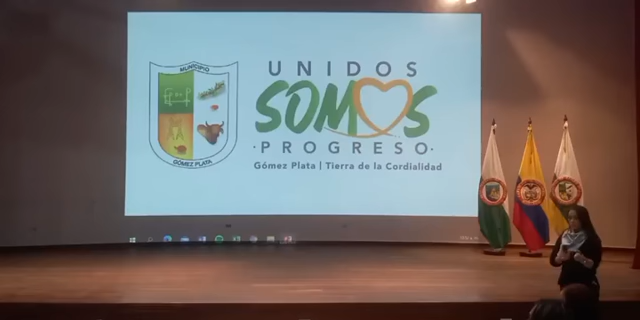 MUNICIPIO
GÓMEZ PLATA
UNIDOS
SOMOS
·PROGRESO·
Gómez Plata | Tierra de la Cordialidad